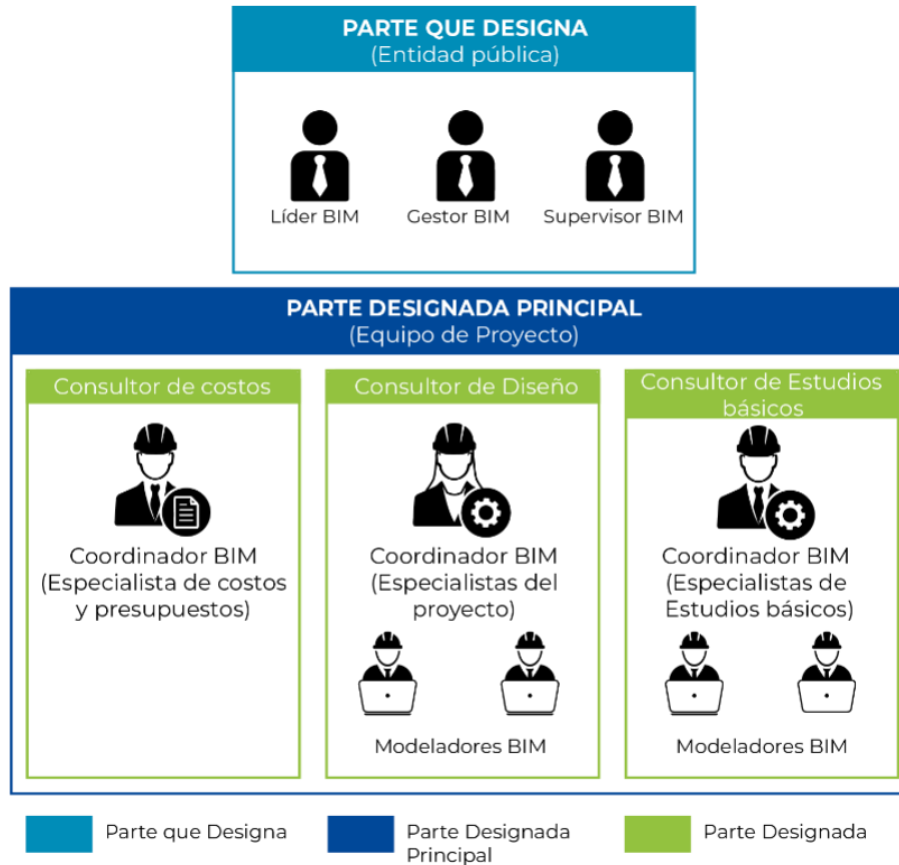 PARTE QUE DESIGNA
(Entidad pública)
Líder BIM
Gestor BIM
Supervisor BIM
PARTE DESIGNADA PRINCIPAL
(Equipo de Proyecto)
Consultor de costos
Coordinador BIM
(Especialista de costos
y presupuestos)
Consultor de Diseño
Coordinador BIM
(Especialistas del
proyecto)
Modeladores BIM
Consultor de Estudios
básicos
Coordinador BIM
(Especialistas de
Estudios básicos)
Modeladores BIM
Parte que Designa
Parte Designada
Principal
Parte Designada